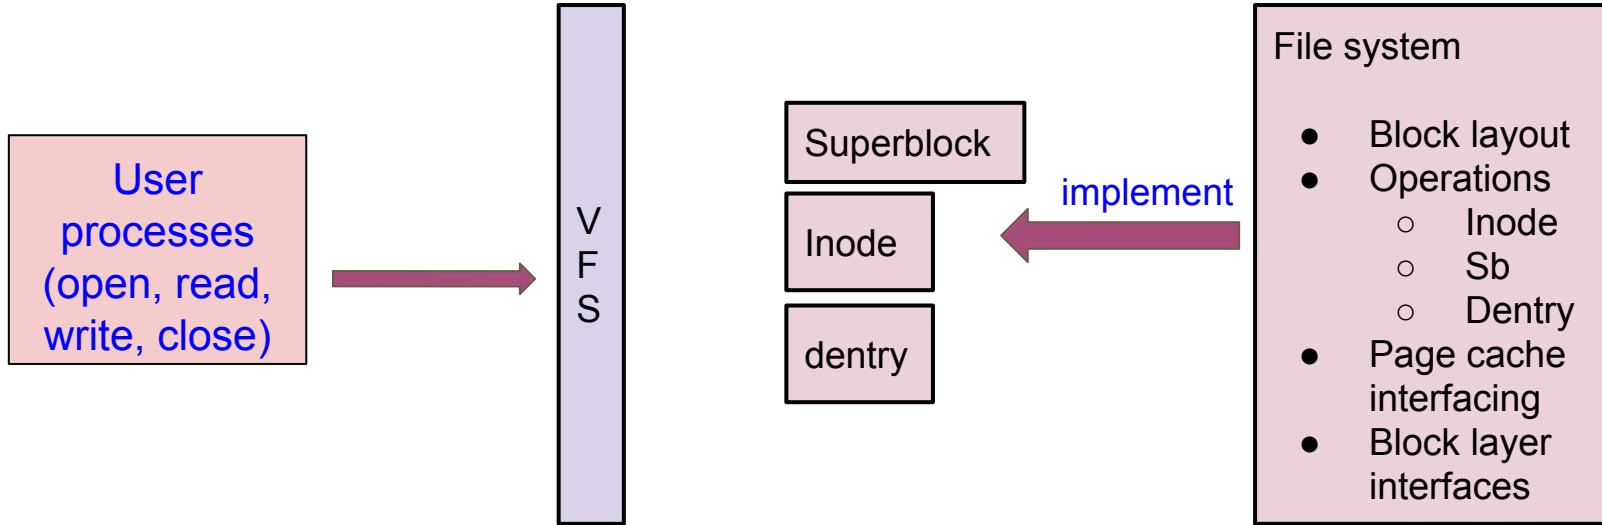 User
processes
(open, read,
write, close)
V
F
S
Superblock
Inode
dentry
implement
File system
● Block layout
● Operations
○ Inode
○ Sb
○ Dentry
● Page cache
interfacing
● Block layer
interfaces